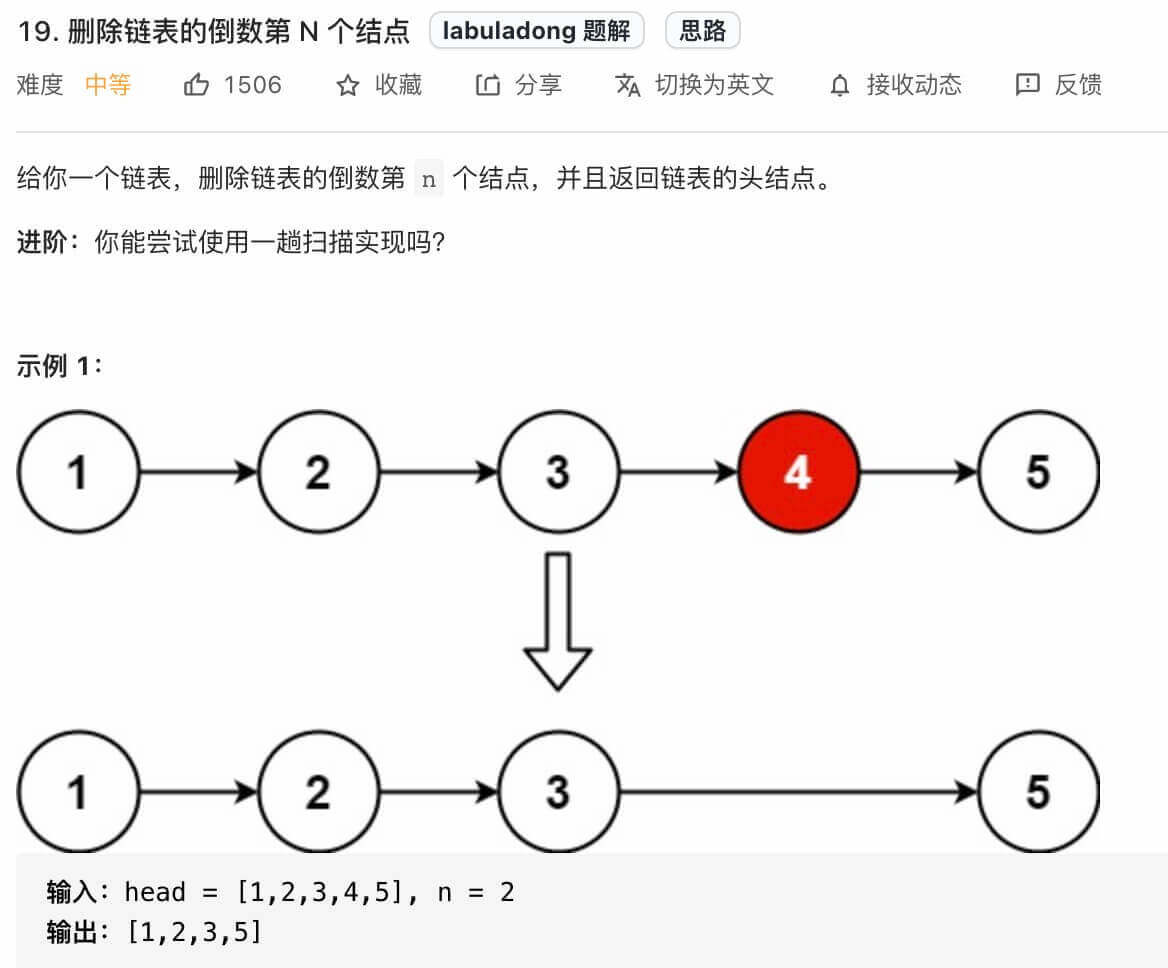 19. 删除链表的倒数第 N 个结点 labuladong 题解 思路
难度 中等 1506 收藏 分享 切换为英文 接收动态 反馈
给你一个链表，删除链表的倒数第 n 个结点，并且返回链表的头结点。
进阶：你能尝试使用一趟扫描实现吗？
示例 1：
1 2 3 4 5
1 2 3 5
输入：head = [1,2,3,4,5], n = 2
输出：[1,2,3,5]